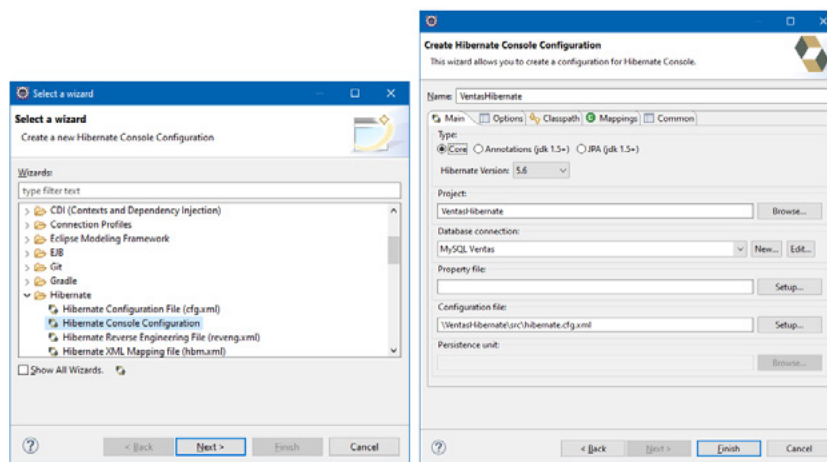 Select a wizard
Select a wizard
Create a new Hibernate Console Configuration
Wizards:
type filter text
CDI (Contexts and Dependency Injection)
Connection Profiles
Eclipse Modeling Framework
EJB
Git
Gradle
Hibernate
Hibernate Configuration File (cfg.xml)
Hibernate Console Configuration
Hibernate Reverse Engineering File (reveng.xml)
Hibernate XML Mapping file (hbm.xml)
Show All Wizards.
< Back Next > Finish Cancel
Create Hibernate Console Configuration
This wizard allows you to create a configuration for Hibernate Console.
Name: VentasHibernate
Main Options Classpath Mappings Common
Type:
Core Annotations (jdk 1.5+) JPA (jdk 1.5+)
Hibernate Version: 5.6
Project:
VentasHibernate Browse...
Database connection:
MySQL Ventas New... Edit...
Property file:
Setup...
Configuration file:
\VentasHibernate\src\hibernate.cfg.xml Setup...
Persistence unit:
Browse...
< Back Next > Finish Cancel